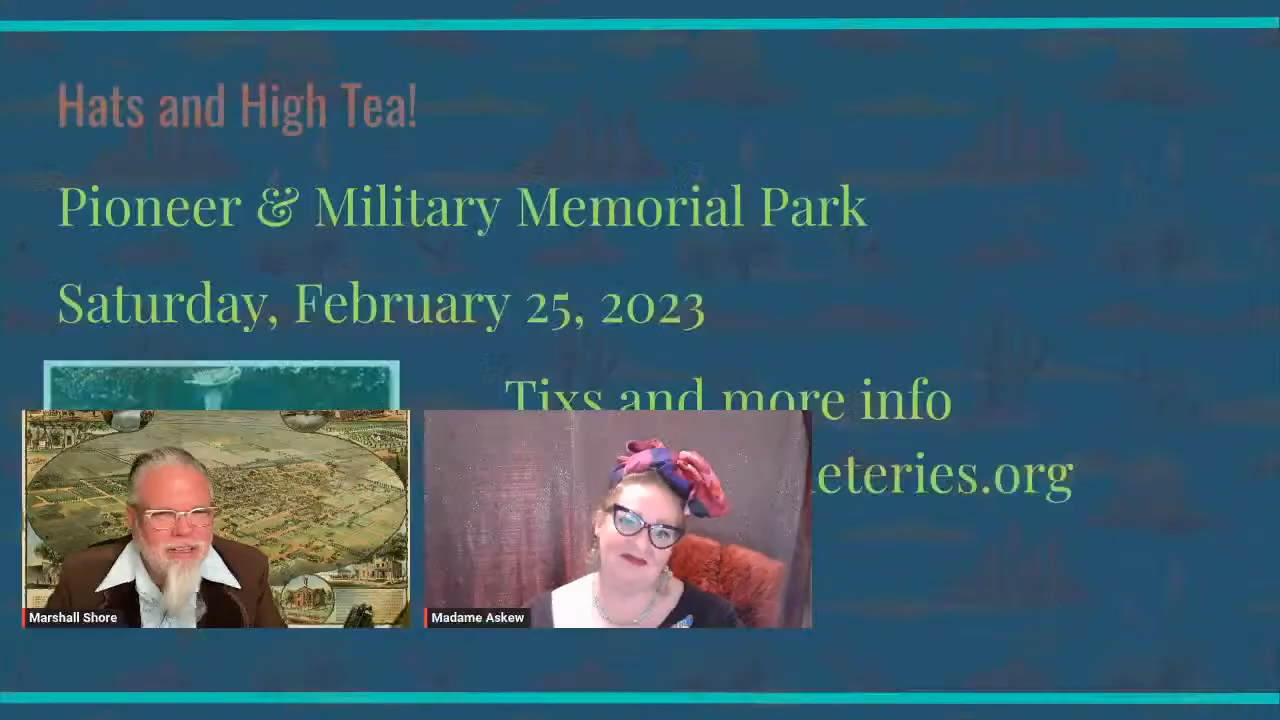 Hats and High Tea!
Pioneer & Military Memorial Park
Saturday, February 25, 2023
Tixs and more info
eteries.org
Marshall Shore
Madame Askew